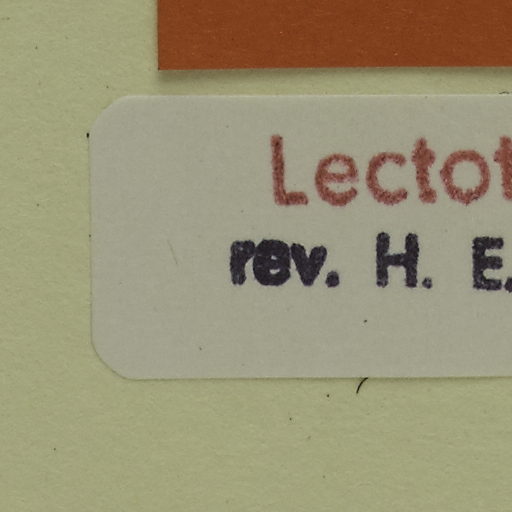 Lectot
rev. H. E.